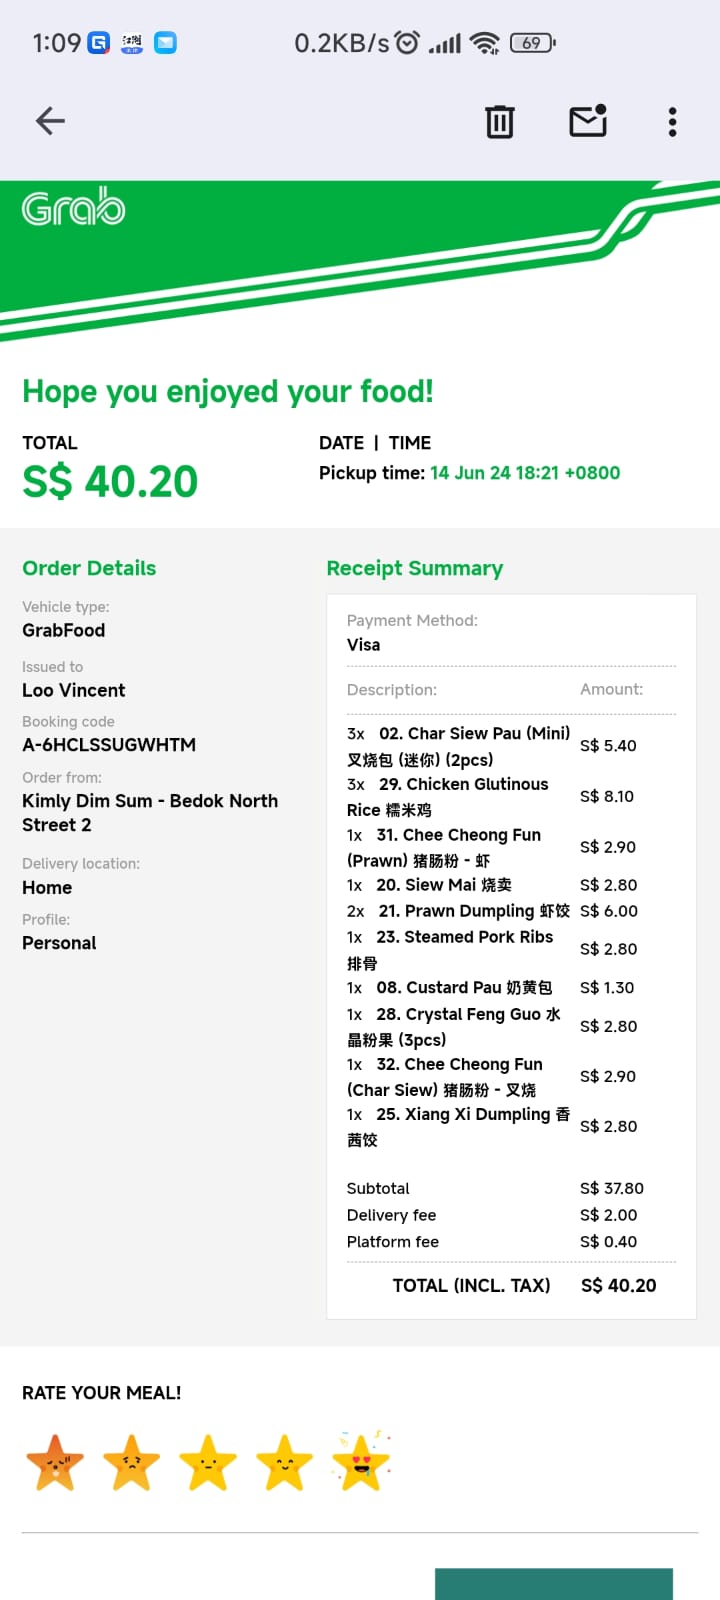 1:09
0.2KB/s
69
Grab
Hope you enjoyed your food!
TOTAL
S$ 40.20
DATE | TIME
Pickup time: 14 Jun 24 18:21 +0800
Order Details
Vehicle type:
GrabFood
Issued to
Loo Vincent
Booking code
A-6HCLSSUGWHTM
Order from:
Kimly Dim Sum - Bedok North
Street 2
Delivery location:
Home
Profile:
Personal
Receipt Summary
Payment Method:
Visa
Description: Amount:
3x 02. Char Siew Pau (Mini)
叉烧包 (迷你) (2pcs) S$ 5.40
3x 29. Chicken Glutinous
Rice 糯米鸡 S$ 8.10
1x 31. Chee Cheong Fun
(Prawn) 猪肠粉 - 虾 S$ 2.90
1x 20. Siew Mai 烧卖 S$ 2.80
2x 21. Prawn Dumpling 虾饺 S$ 6.00
1x 23. Steamed Pork Ribs
排骨 S$ 2.80
1x 08. Custard Pau 奶黄包 S$ 1.30
1x 28. Crystal Feng Guo 水
晶粉果 (3pcs) S$ 2.80
1x 32. Chee Cheong Fun
(Char Siew) 猪肠粉 - 叉烧 S$ 2.90
1x 25. Xiang Xi Dumpling 香
茜饺 S$ 2.80
Subtotal S$ 37.80
Delivery fee S$ 2.00
Platform fee S$ 0.40
TOTAL (INCL. TAX) S$ 40.20
RATE YOUR MEAL!